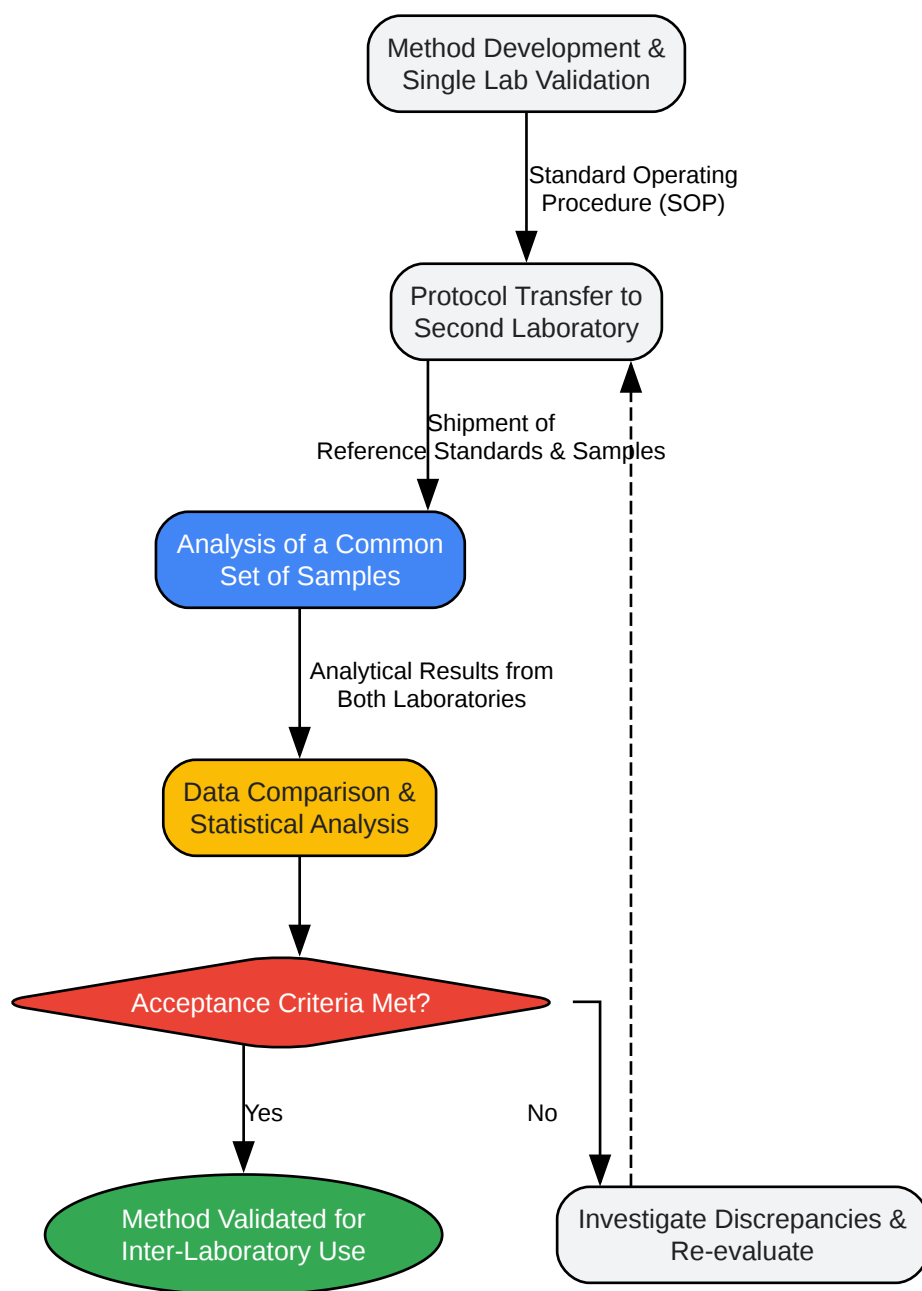 Method Development &
Single Lab Validation
Standard Operating
Procedure (SOP)
Protocol Transfer to
Second Laboratory
Shipment of
Reference Standards & Samples
Analysis of a Common
Set of Samples
Analytical Results from
Both Laboratories
Data Comparison &
Statistical Analysis
Acceptance Criteria Met?
Yes
No
Method Validated for
Inter-Laboratory Use
Investigate Discrepancies &
Re-evaluate